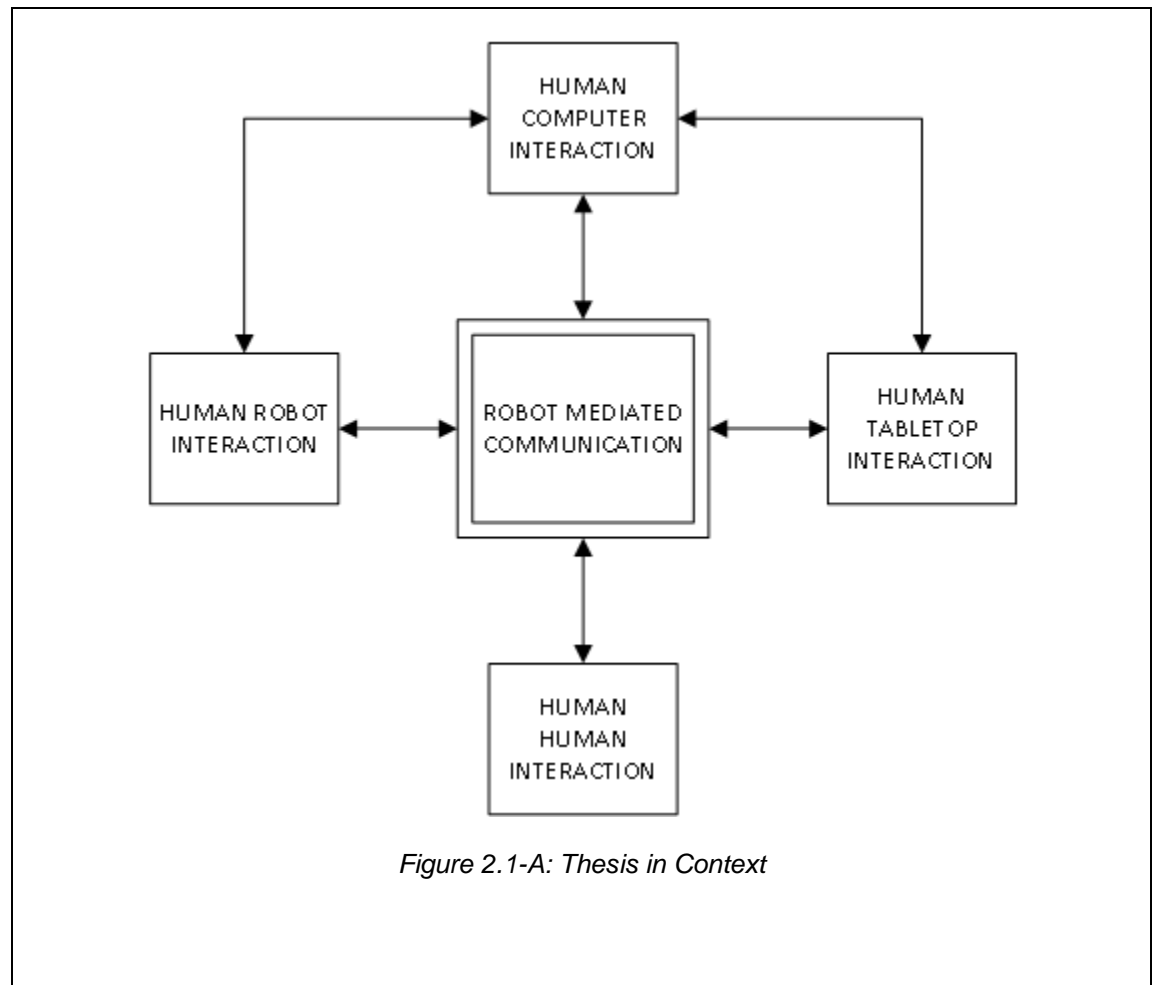 HUMAN
COMPUTER
INTERACTION
HUMAN ROBOT
INTERACTION
ROBOT MEDIATED
COMMUNICATION
HUMAN
TABLETOP
INTERACTION
HUMAN
HUMAN
INTERACTION
Figure 2.1-A: Thesis in Context